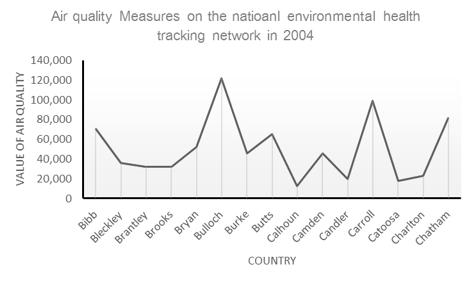 Air quality Measures on the natioanl environmental health
tracking network in 2004
VALUE OF AIR QUALITY
140,000
120,000
100,000
80,000
60,000
40,000
20,000
0
Bibb
Bleckley
Brantley
Brooks
Bryan
Bulloch
Burke
Butts
Calhoun
Camden
Candler
Carroll
Catoosa
Charlton
Chatham
COUNTRY